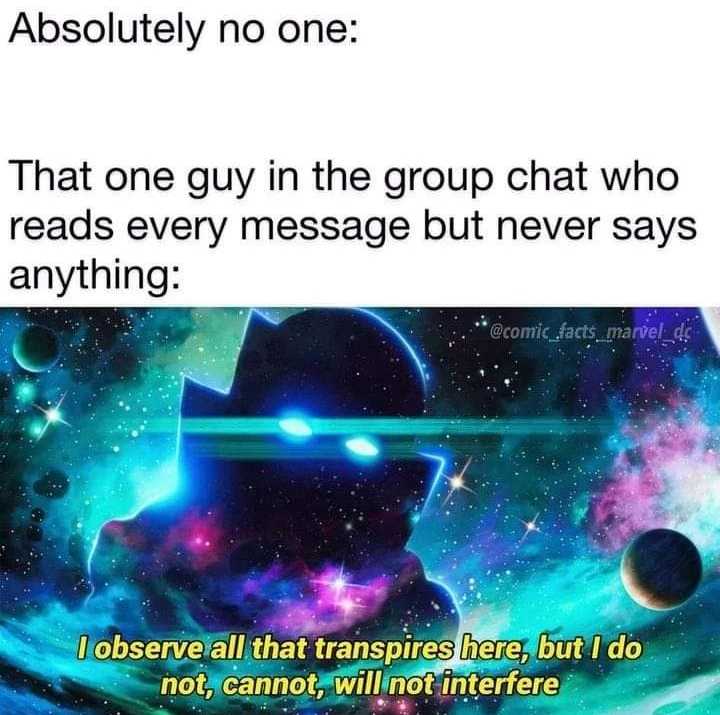 Absolutely no one:
That one guy in the group chat who
reads every message but never says
anything:
@comic_facts_marvel_dc
I observe all that transpires here, but I do
not, cannot, will not interfere